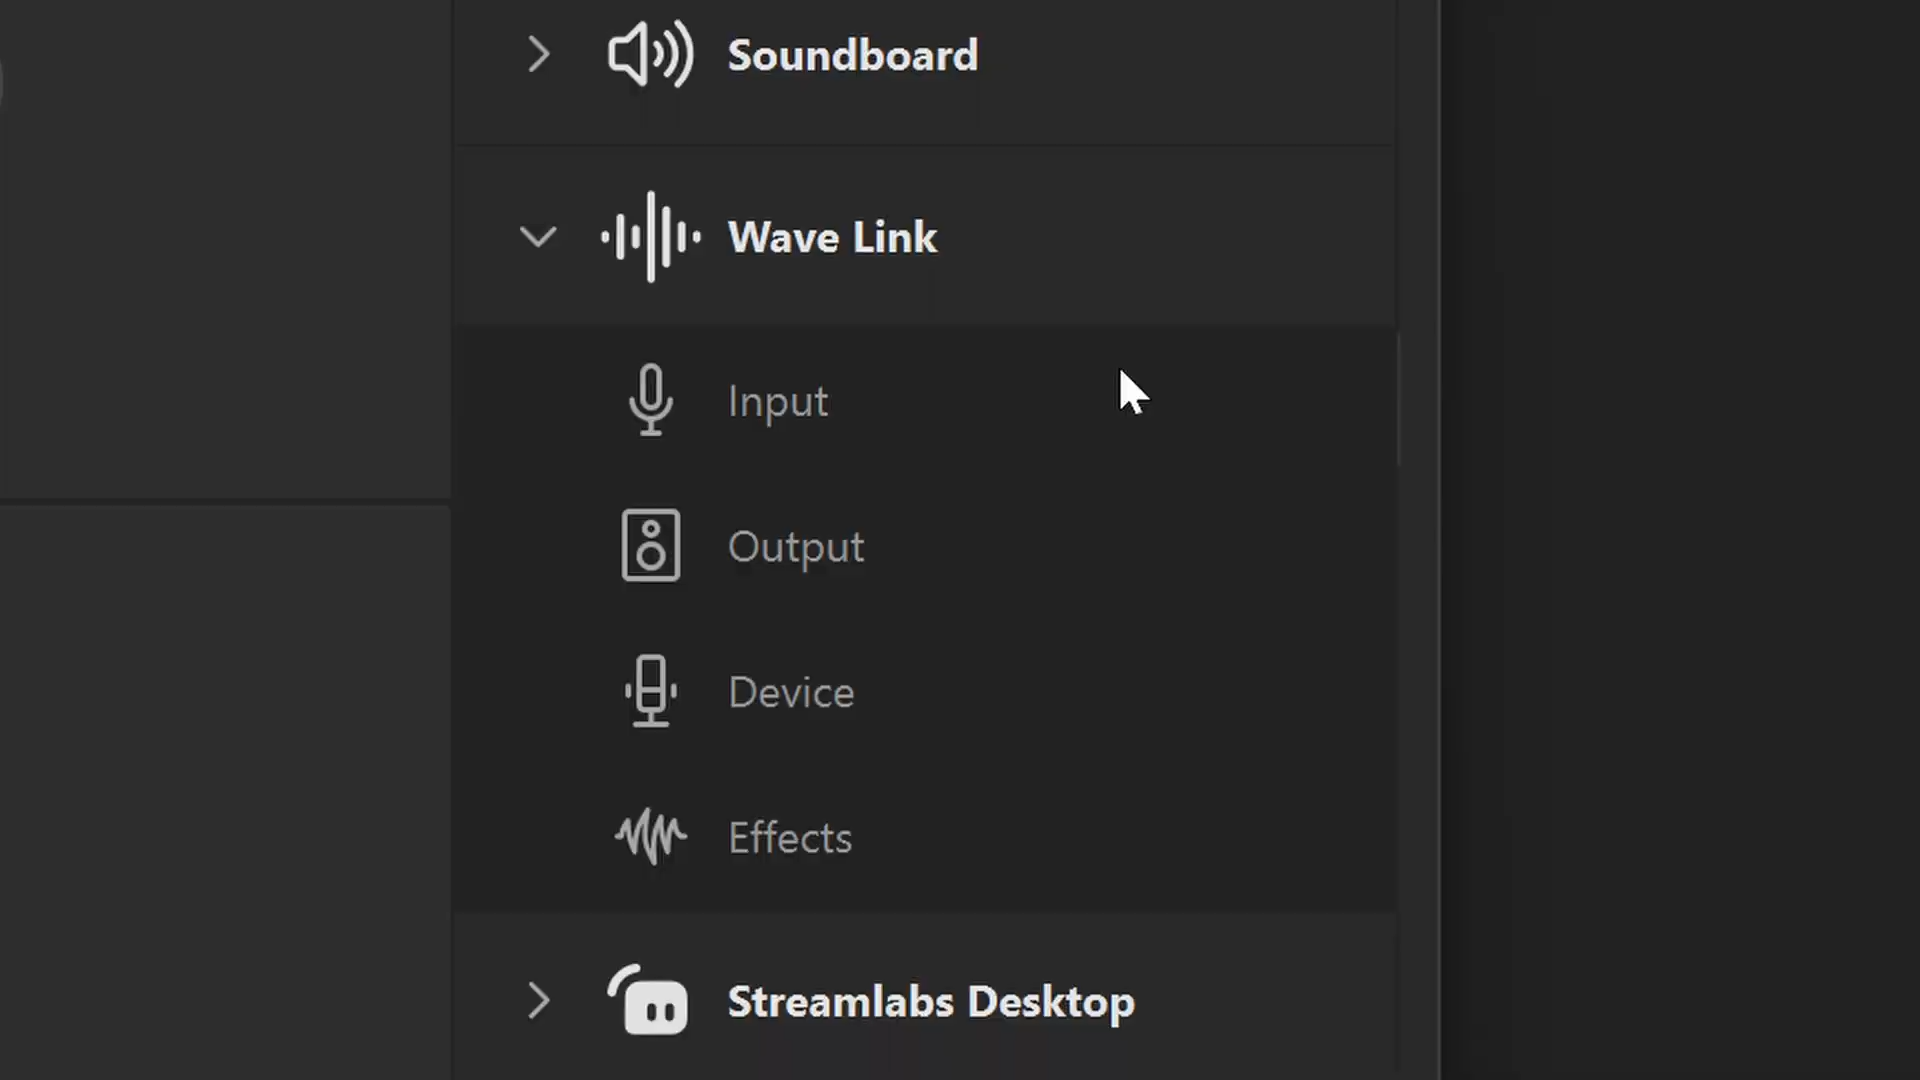 Soundboard
Wave Link
Input
Output
Device
Effects
Streamlabs Desktop